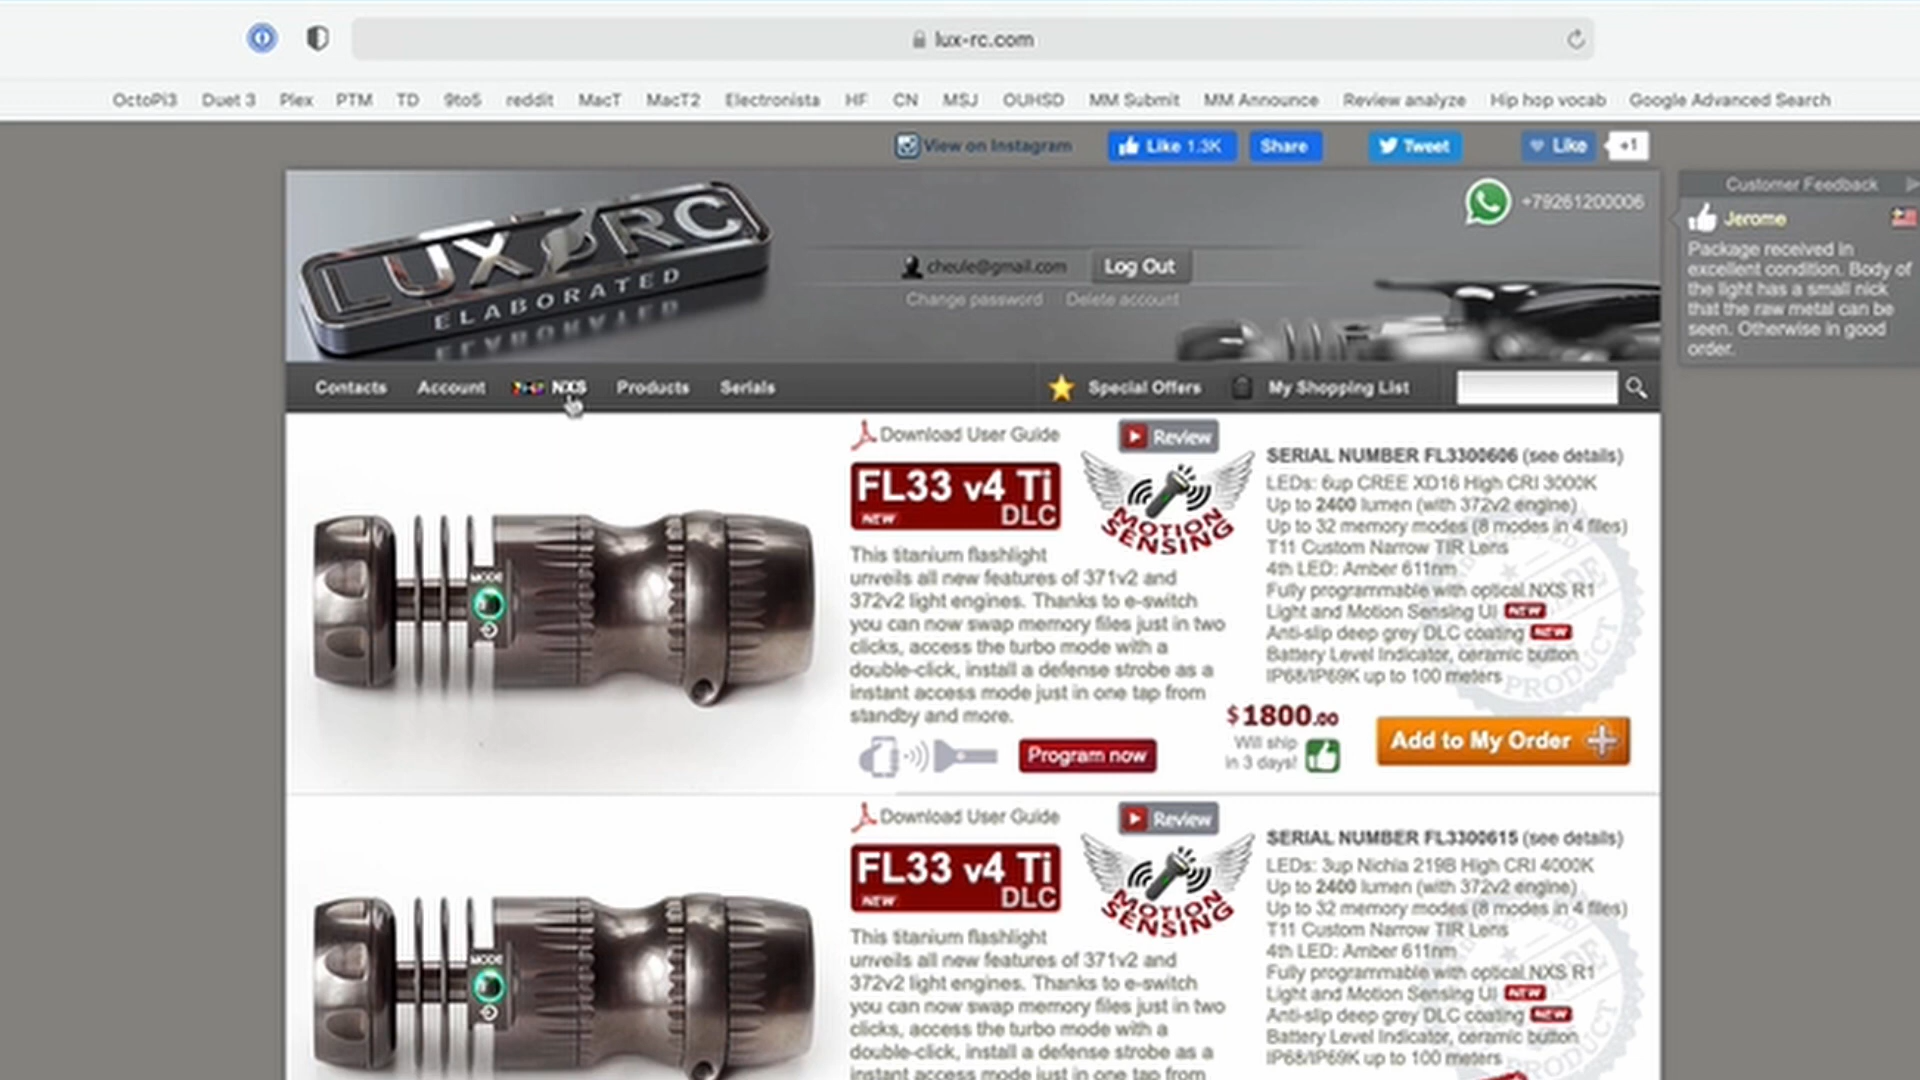 lux-rc.com
OctoPi3 Duet 3 Plex PTM TD 9to5 reddit MacT MacT2 Electronista HF CN MSJ OUHSD MM Submit MM Announce Review analyze Hip hop vocab Google Advanced Search
View on Instagram Like 1.3K Share Tweet Like +1
LUX RC
ELABORATED
+79261200006
cheule@gmail.com Log Out
Change password Delete account
Customer Feedback
Jerome
Package received in
excellent condition. Body of
the light has a small nick
that the raw metal can be
seen. Otherwise in good
order.
Contacts Account NXS Products Serials Special Offers My Shopping List
Download User Guide Review
FL33 v4 Ti
NEW DLC
MOTION
SENSING
This titanium flashlight
unveils all new features of 371v2 and
372v2 light engines. Thanks to e-switch
you can now swap memory files just in two
clicks, access the turbo mode with a
double-click, install a defense strobe as a
instant access mode just in one tap from
standby and more.
Program now
SERIAL NUMBER FL3300606 (see details)
LEDs: 6up CREE XD16 High CRI 3000K
Up to 2400 lumen (with 372v2 engine)
Up to 32 memory modes (8 modes in 4 files)
T11 Custom Narrow TIR Lens
4th LED: Amber 611nm
Fully programmable with optical NXS R1
Light and Motion Sensing UI NEW
Anti-slip deep grey DLC coating NEW
Battery Level Indicator, ceramic button
IP68/IP69K up to 100 meters
MADE
PRODUCT
$1800.00
Will ship
in 3 days!
Add to My Order
MODE
Download User Guide Review
FL33 v4 Ti
NEW DLC
MOTION
SENSING
This titanium flashlight
unveils all new features of 371v2 and
372v2 light engines. Thanks to e-switch
you can now swap memory files just in two
clicks, access the turbo mode with a
double-click, install a defense strobe as a
instant access mode just in one tap from
SERIAL NUMBER FL3300615 (see details)
LEDs: 3up Nichia 219B High CRI 4000K
Up to 2400 lumen (with 372v2 engine)
Up to 32 memory modes (8 modes in 4 files)
T11 Custom Narrow TIR Lens
4th LED: Amber 611nm
Fully programmable with optical NXS R1
Light and Motion Sensing UI NEW
Anti-slip deep grey DLC coating NEW
Battery Level Indicator, ceramic button
IP68/IP69K up to 100 meters
MADE
PRODUCT
MODE